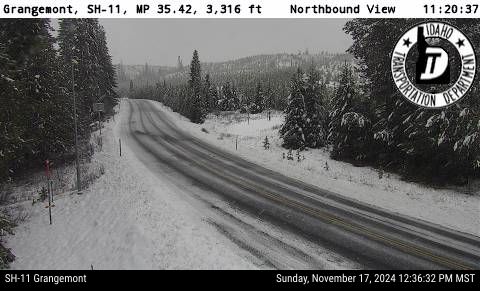 Grangemont, SH-11, MP 35.42, 3,316 ft Northbound View 11:20:37
IDAHO
TRANSPORTATION DEPARTMENT
SH-11 Grangemont Sunday, November 17, 2024 12:36:32 PM MST